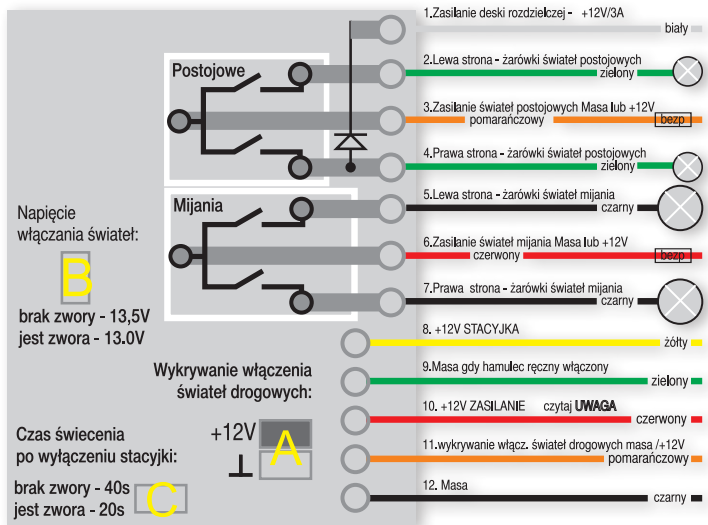 1.Zasilanie deski rozdzielczej - +12V/3A
biały
Postojowe
2.Lewa strona - żarówki świateł postojowych
zielony
3.Zasilanie świateł postojowych Masa lub +12V
pomarańczowy
bezp
4.Prawa strona - żarówki świateł postojowych
zielony
Mijania
5.Lewa strona - żarówki świateł mijania
czarny
6.Zasilanie świateł mijania Masa lub +12V
czerwony
bezp
7.Prawa strona - żarówki świateł mijania
czarny
Napięcie
włączania świateł:
B
brak zwory - 13,5V
jest zwora - 13.0V
8. +12V STACYJKA
żółty
Wykrywanie włączenia
świateł drogowych:
9.Masa gdy hamulec ręczny włączony
zielony
+12V
A
10. +12V ZASILANIE czytaj UWAGA
czerwony
Czas świecenia
po wyłączeniu stacyjki:
11.wykrywanie włącz. świateł drogowych masa /+12V
pomarańczowy
brak zwory - 40s
jest zwora - 20s
C
12. Masa
czarny